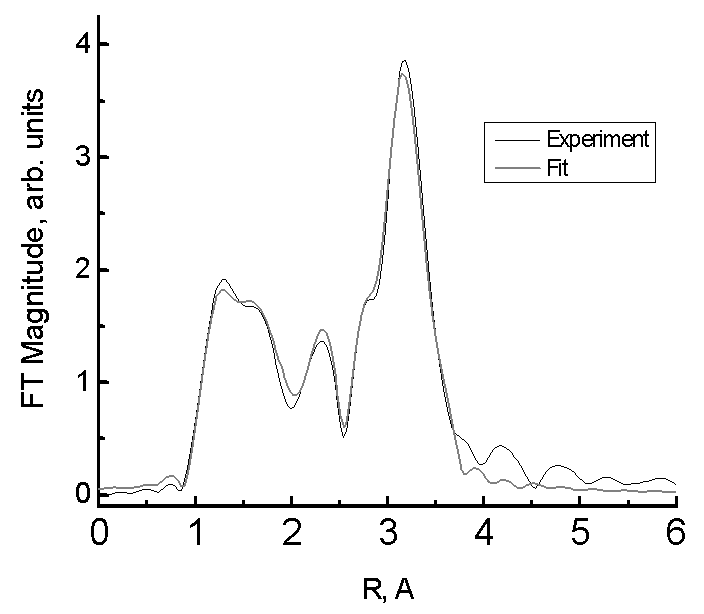 FT Magnitude, arb. units
4
3
2
1
0
Experiment
Fit
0 1 2 3 4 5 6
R, A